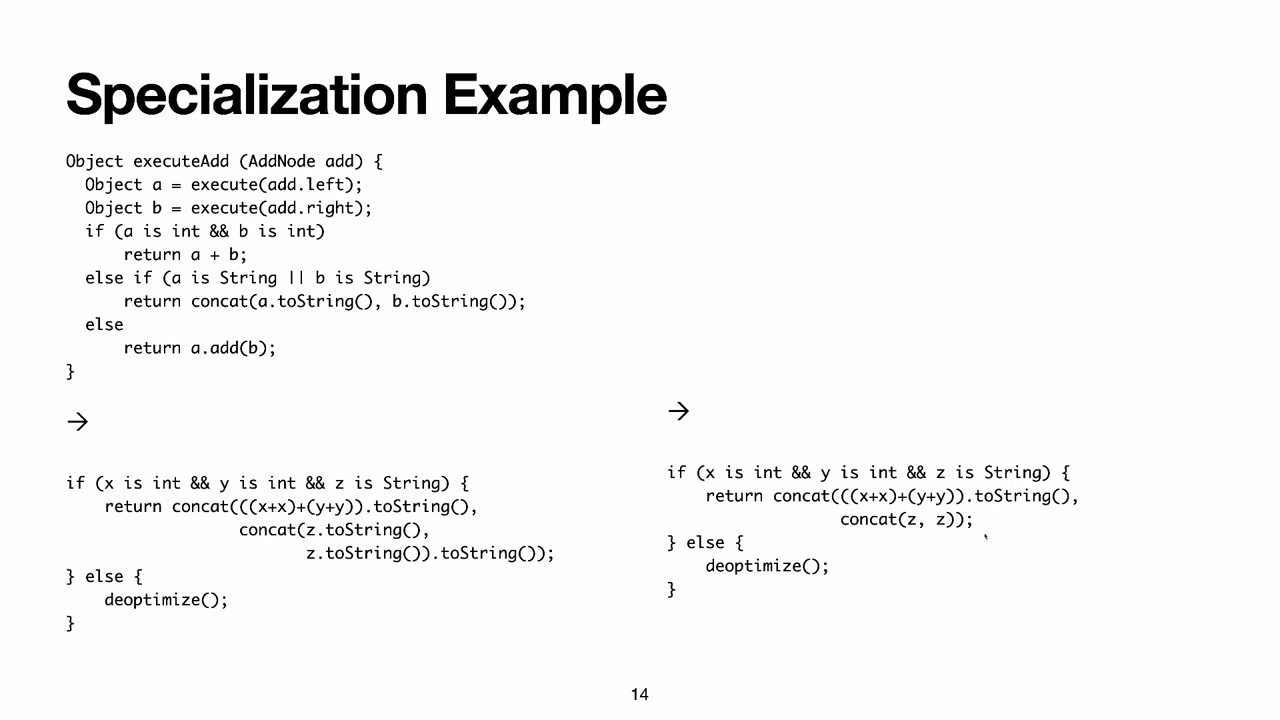 Specialization Example
Object executeAdd (AddNode add) {
  Object a = execute(add.left);
  Object b = execute(add.right);
  if (a is int && b is int)
      return a + b;
  else if (a is String || b is String)
      return concat(a.toString(), b.toString());
  else
      return a.add(b);
}
→
if (x is int && y is int && z is String) {
    return concat(((x+x)+(y+y)).toString(),
                  concat(z.toString(),
                         z.toString()).toString());
} else {
    deoptimize();
}
→
if (x is int && y is int && z is String) {
    return concat(((x+x)+(y+y)).toString(),
                  concat(z, z));
} else {
    deoptimize();
}
14